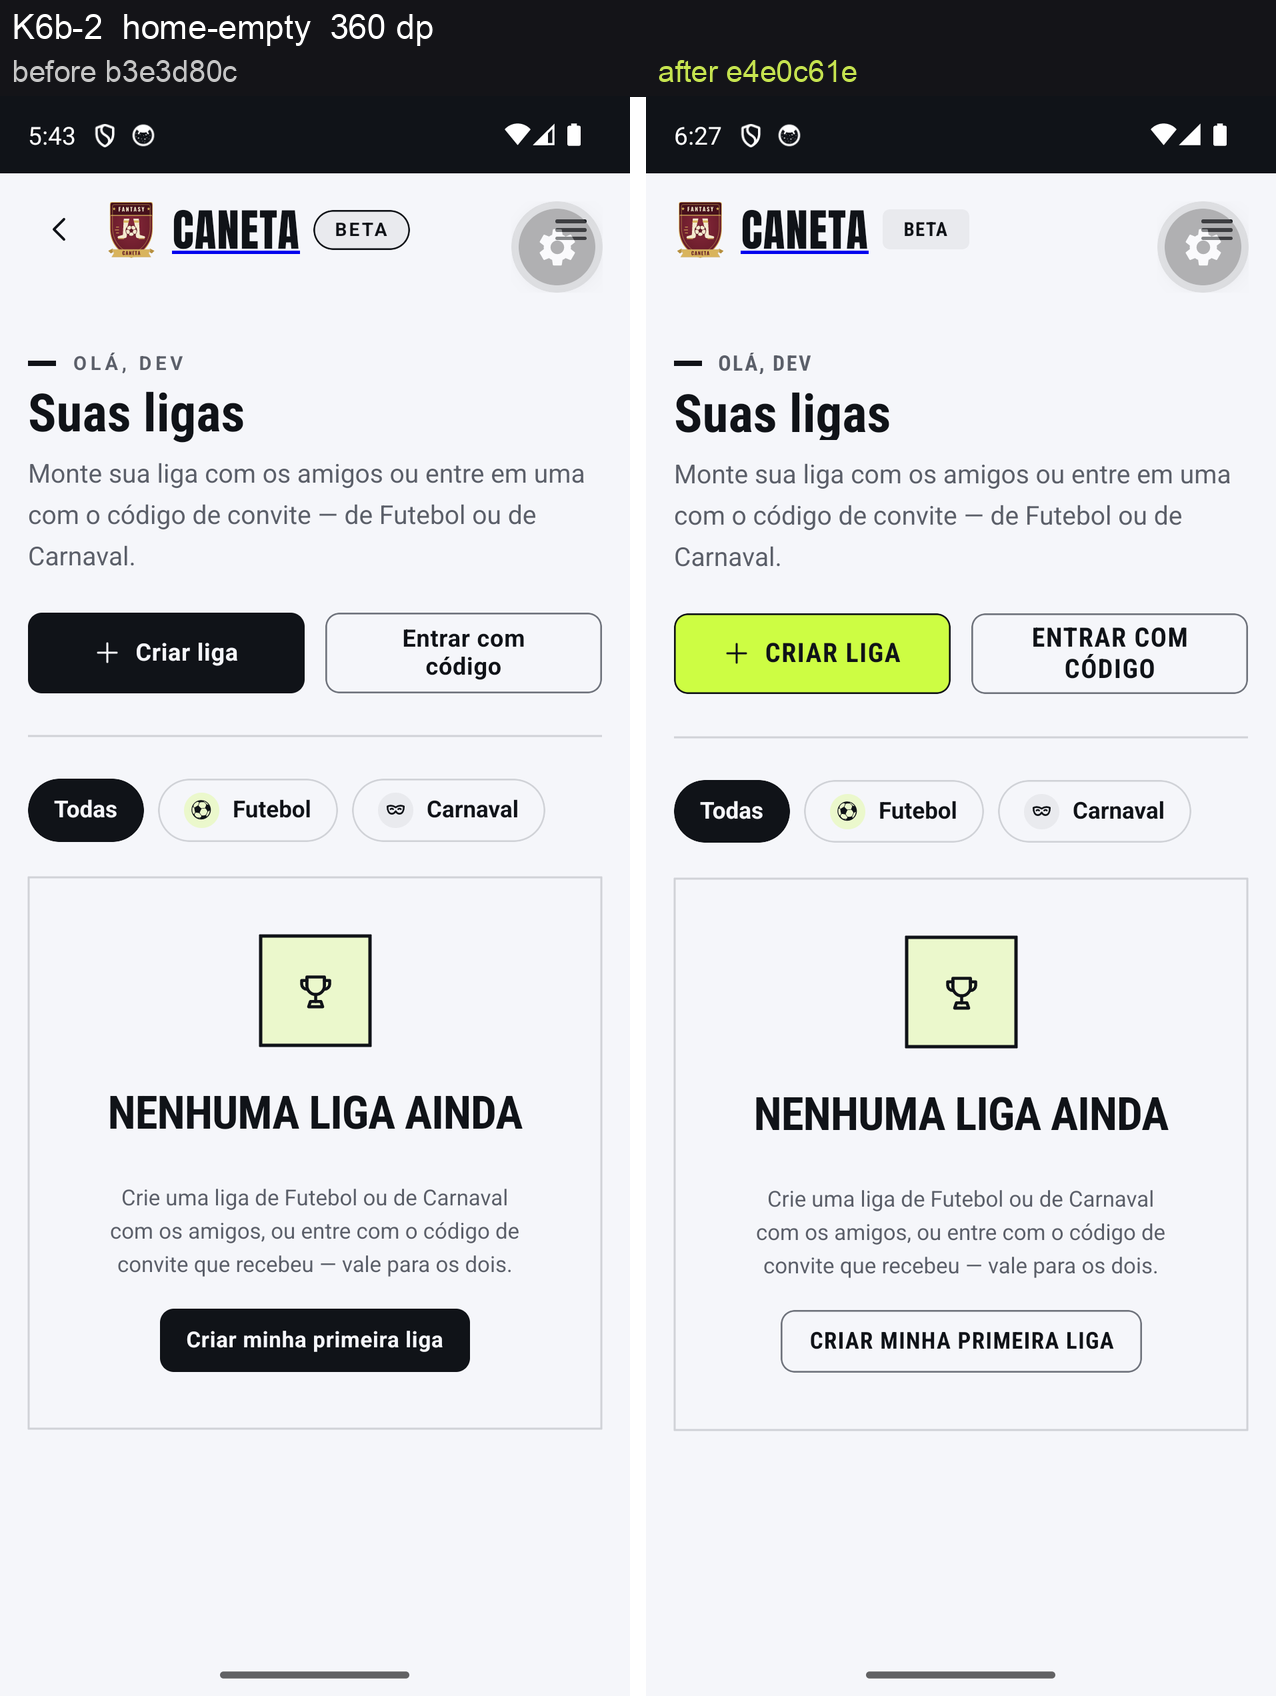 K6b-2 home-empty 360 dp
before b3e3d80c
after e4e0c61e
5:43
FANTASY
CANETA
CANETA
BETA
OLÁ, DEV
Suas ligas
Monte sua liga com os amigos ou entre em uma
com o código de convite — de Futebol ou de
Carnaval.
Criar liga
Entrar com
código
Todas
Futebol
Carnaval
NENHUMA LIGA AINDA
Crie uma liga de Futebol ou de Carnaval
com os amigos, ou entre com o código de
convite que recebeu — vale para os dois.
Criar minha primeira liga
6:27
FANTASY
CANETA
CANETA
BETA
OLÁ, DEV
Suas ligas
Monte sua liga com os amigos ou entre em uma
com o código de convite — de Futebol ou de
Carnaval.
CRIAR LIGA
ENTRAR COM
CÓDIGO
Todas
Futebol
Carnaval
NENHUMA LIGA AINDA
Crie uma liga de Futebol ou de Carnaval
com os amigos, ou entre com o código de
convite que recebeu — vale para os dois.
CRIAR MINHA PRIMEIRA LIGA